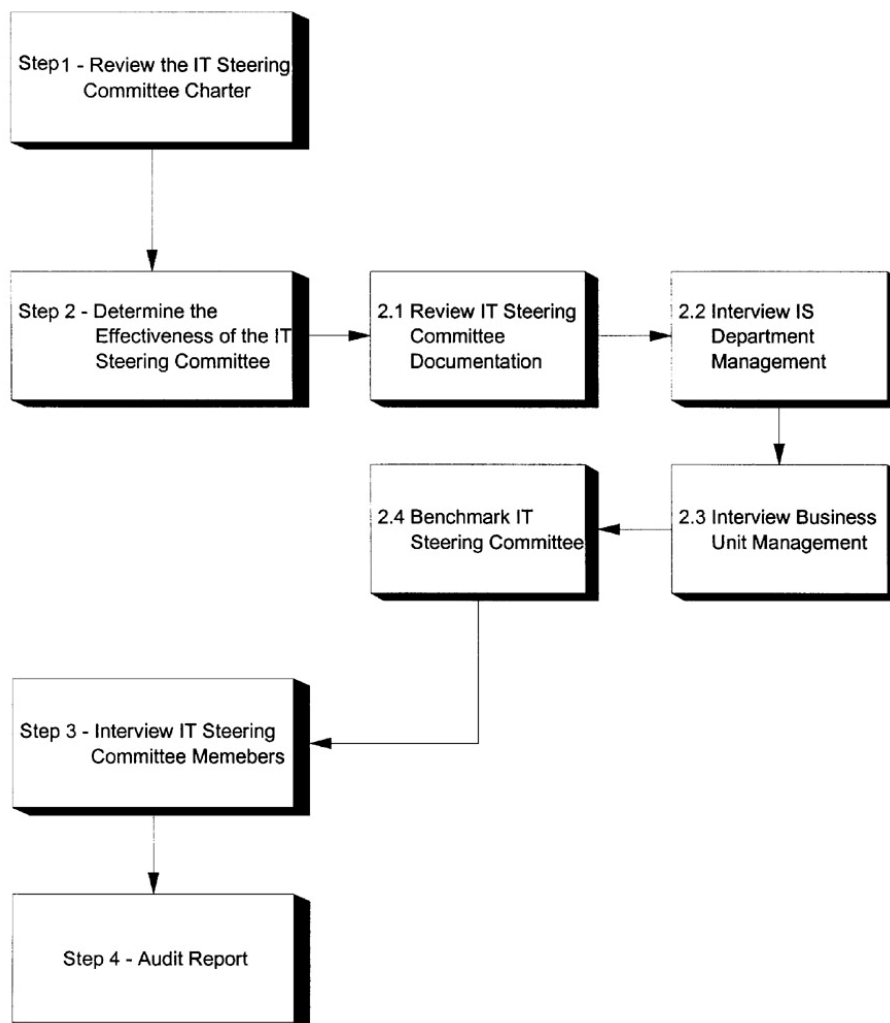 Step 1 - Review the IT Steering
Committee Charter
Step 2 - Determine the
Effectiveness of the IT
Steering Committee
2.1 Review IT Steering
Committee
Documentation
2.2 Interview IS
Department
Management
2.3 Interview Business
Unit Management
2.4 Benchmark IT
Steering Committee
Step 3 - Interview IT Steering
Committee Memebers
Step 4 - Audit Report